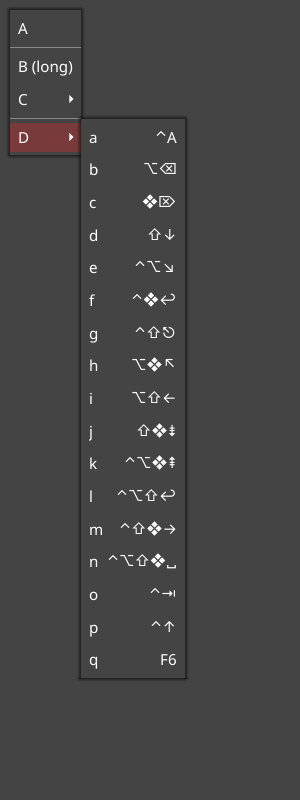 A
B (long)
C ▸
D ▸
a ^A
b ⌥⌫
c ❖⌦
d ⇧↓
e ^⌥↘
f ^❖↩
g ^⇧⎋
h ⌥❖↖
i ⌥⇧←
j ⇧❖⇟
k ^⌥❖⇞
l ^⌥⇧↩
m ^⇧❖→
n ^⌥⇧❖⎵
o ^⇥
p ^↑
q F6